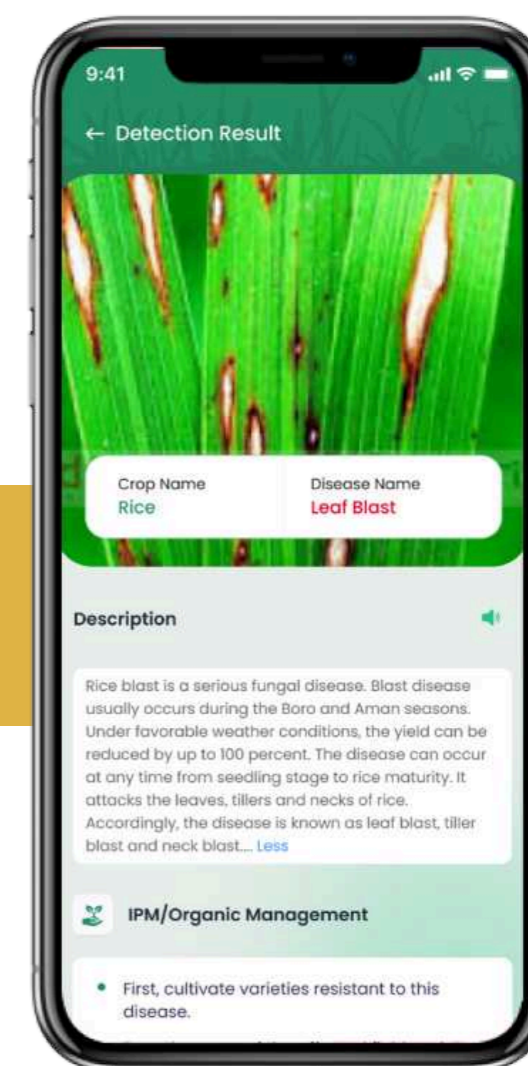 9:41
← Detection Result
Crop Name
Rice
Disease Name
Leaf Blast
Description
Rice blast is a serious fungal disease. Blast disease
usually occurs during the Boro and Aman seasons.
Under favorable weather conditions, the yield can be
reduced by up to 100 percent. The disease can occur
at any time from seedling stage to rice maturity. It
attacks the leaves, tillers and necks of rice.
Accordingly, the disease is known as leaf blast, tiller
blast and neck blast.... Less
IPM/Organic Management
• First, cultivate varieties resistant to this
disease.